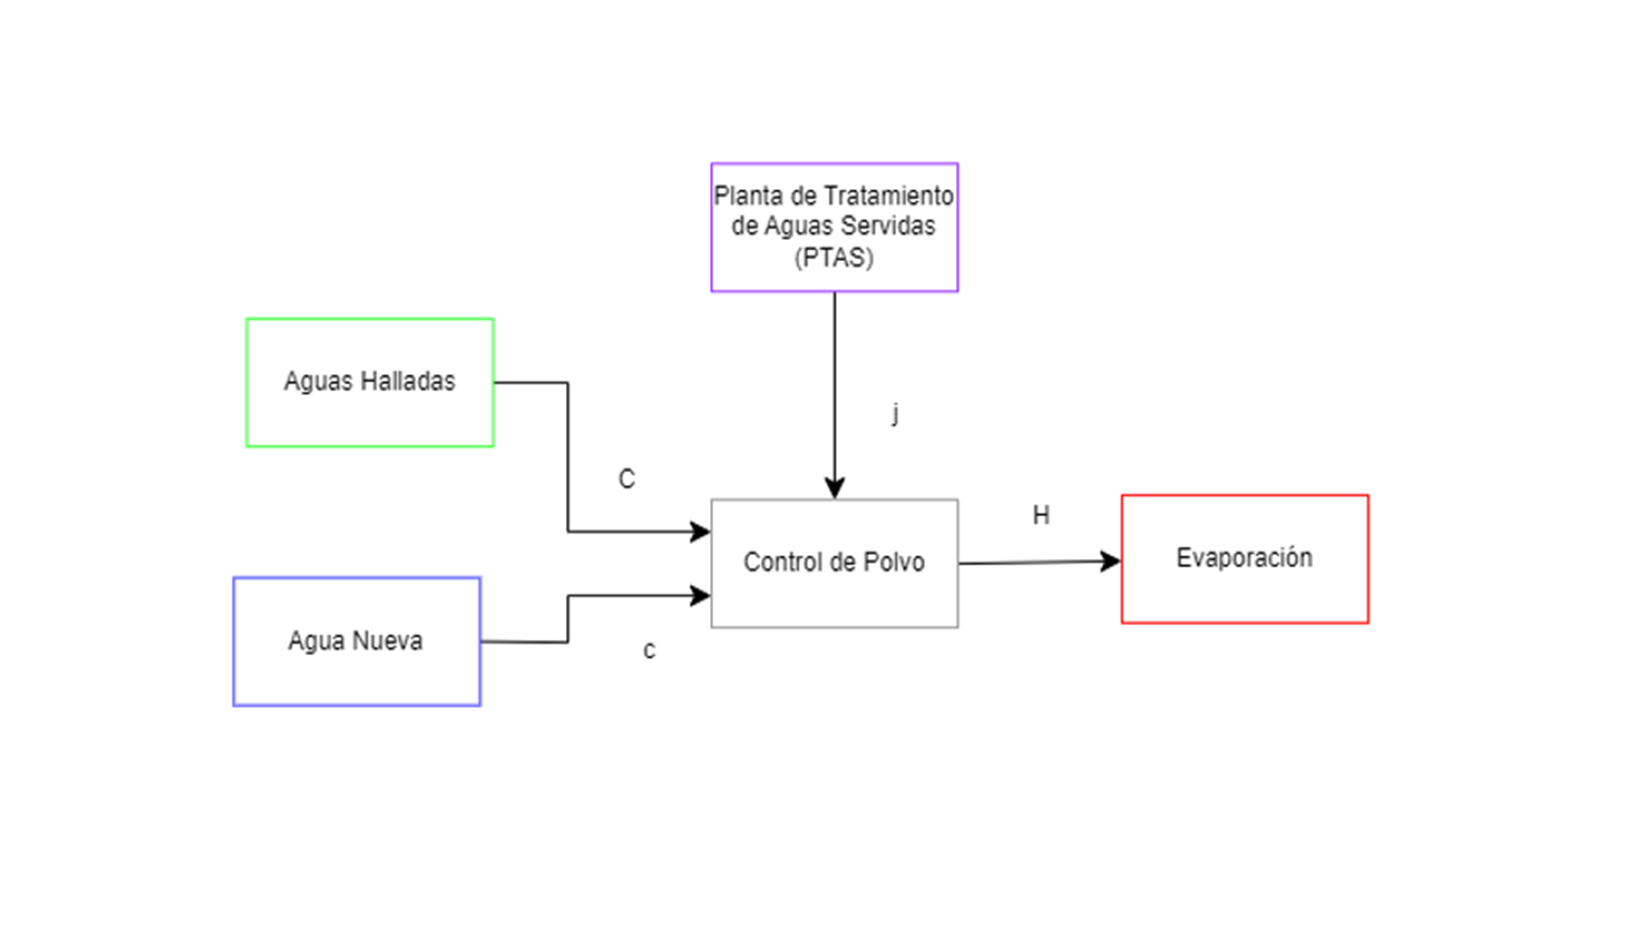 Planta de Tratamiento
de Aguas Servidas
(PTAS)
Aguas Halladas
j
C
H
Control de Polvo
Evaporación
Agua Nueva
c